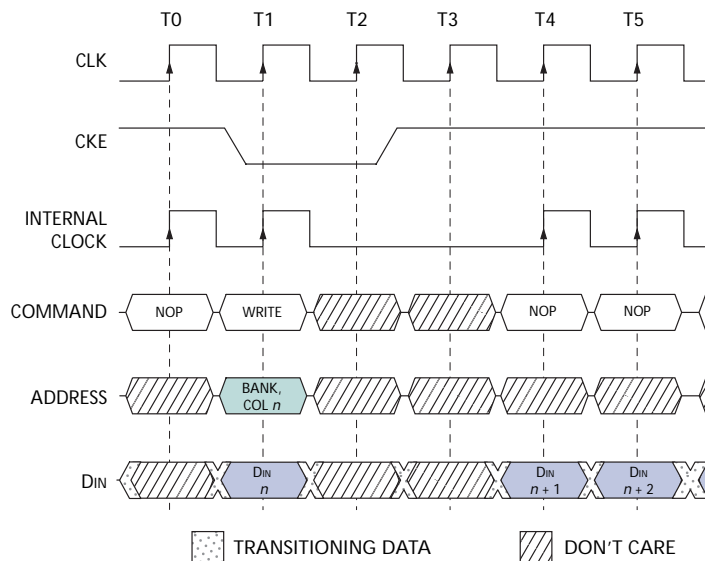 T0 T1 T2 T3 T4 T5
CLK
CKE
INTERNAL
CLOCK
COMMAND NOP WRITE NOP NOP
ADDRESS BANK,
COL n
DIN DIN
n DIN
n + 1 DIN
n + 2
TRANSITIONING DATA DON'T CARE